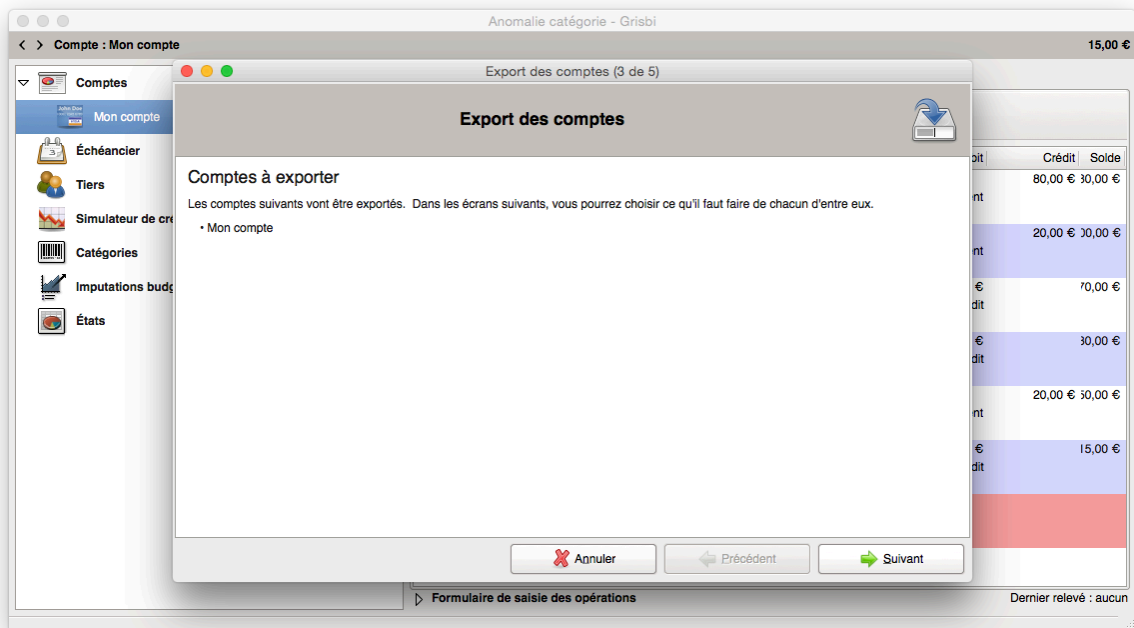 Anomalie catégorie - Grisbi
Compte : Mon compte
15,00 €
Export des comptes (3 de 5)
Comptes
Mon compte
Échéancier
Tiers
Simulateur de
Catégories
Imputations
États
Export des comptes
Comptes à exporter
Les comptes suivants vont être exportés. Dans les écrans suivants, vous pourrez choisir ce qu'il faut faire de chacun d'entre eux.
• Mon compte
Crédit Solde
80,00 €
20,00 €
20,00 €
Annuler
Précédent
Suivant
Formulaire de saisie des opérations
Dernier relevé : aucun